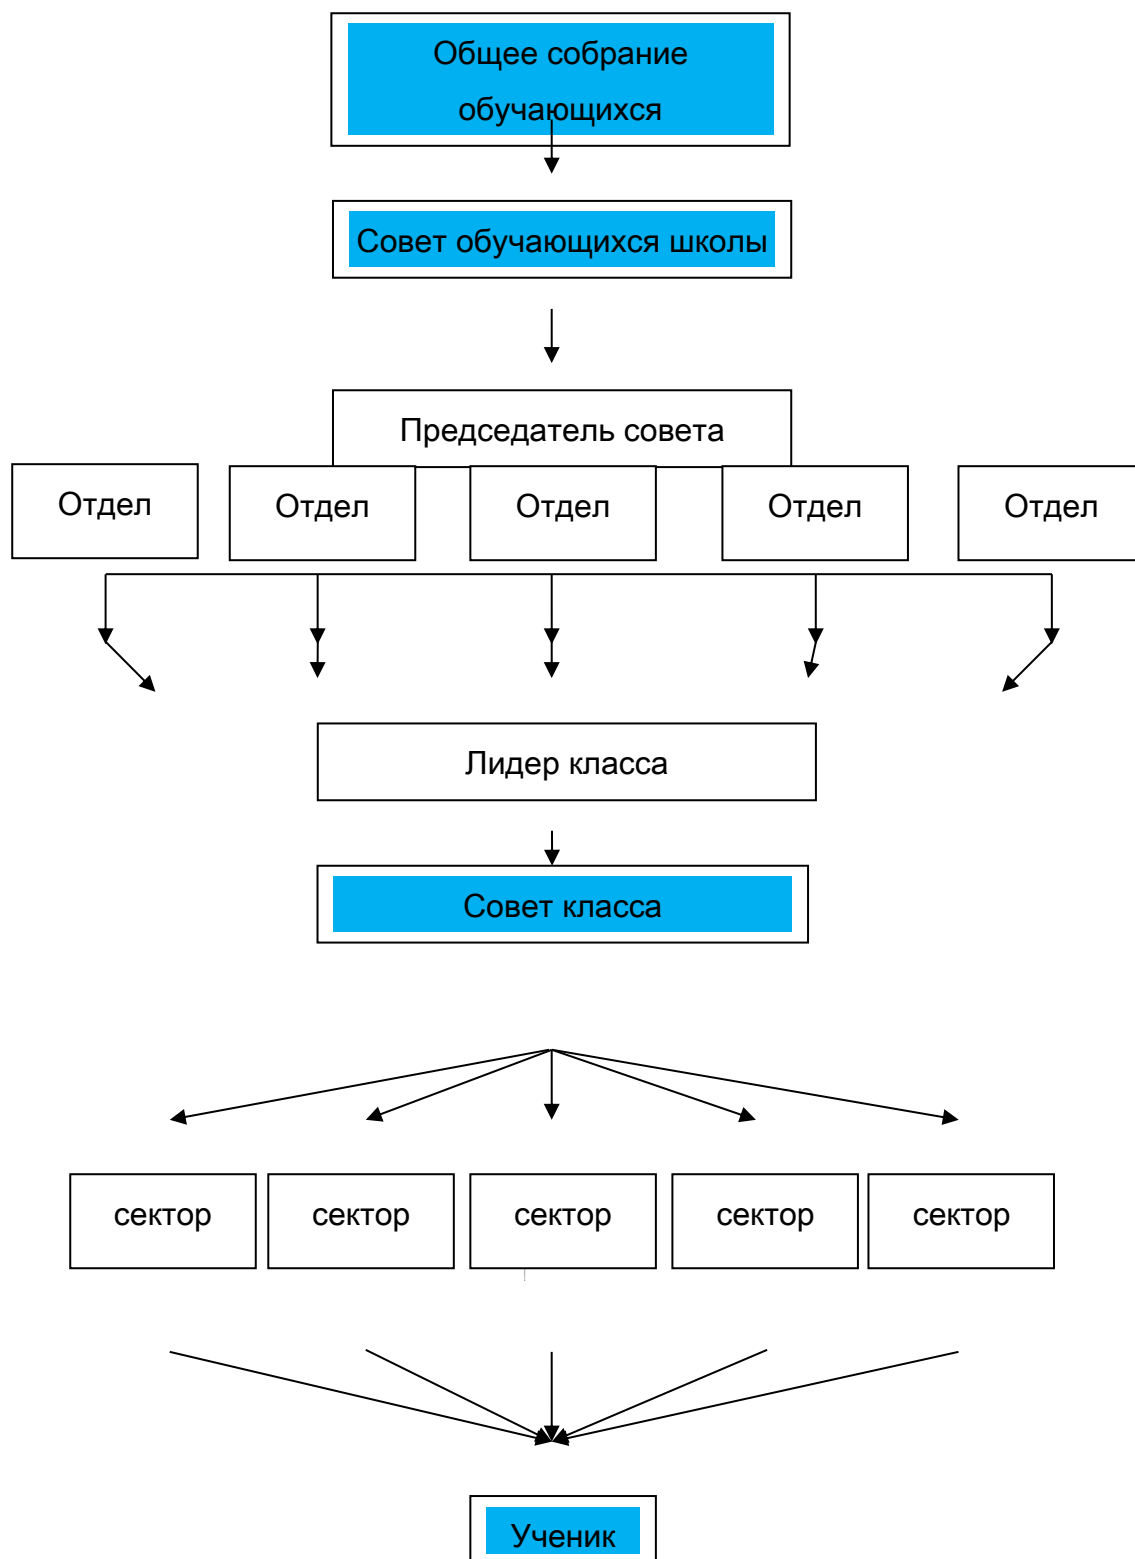 Общее собрание
обучающихся
Совет обучающихся школы
Председатель совета
Отдел
Отдел
Отдел
Отдел
Отдел
Лидер класса
Совет класса
сектор
сектор
сектор
сектор
сектор
Ученик